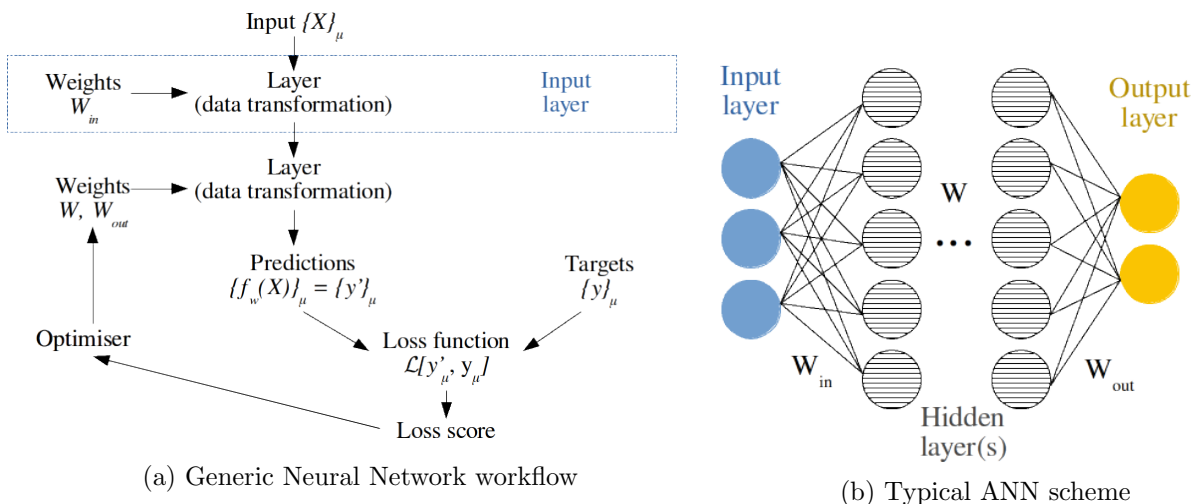 Input {X}_μ
Weights
W_in
Layer
(data transformation)
Input
layer
Weights
W, W_out
Layer
(data transformation)
Predictions
{f_w(X)}_μ = {y'}_μ
Targets
{y}_μ
Optimiser
Loss function
ℒ[y'_μ, y_μ]
Loss score
(a) Generic Neural Network workflow
Input
layer
Output
layer
W
...
W_in
W_out
Hidden
layer(s)
(b) Typical ANN scheme